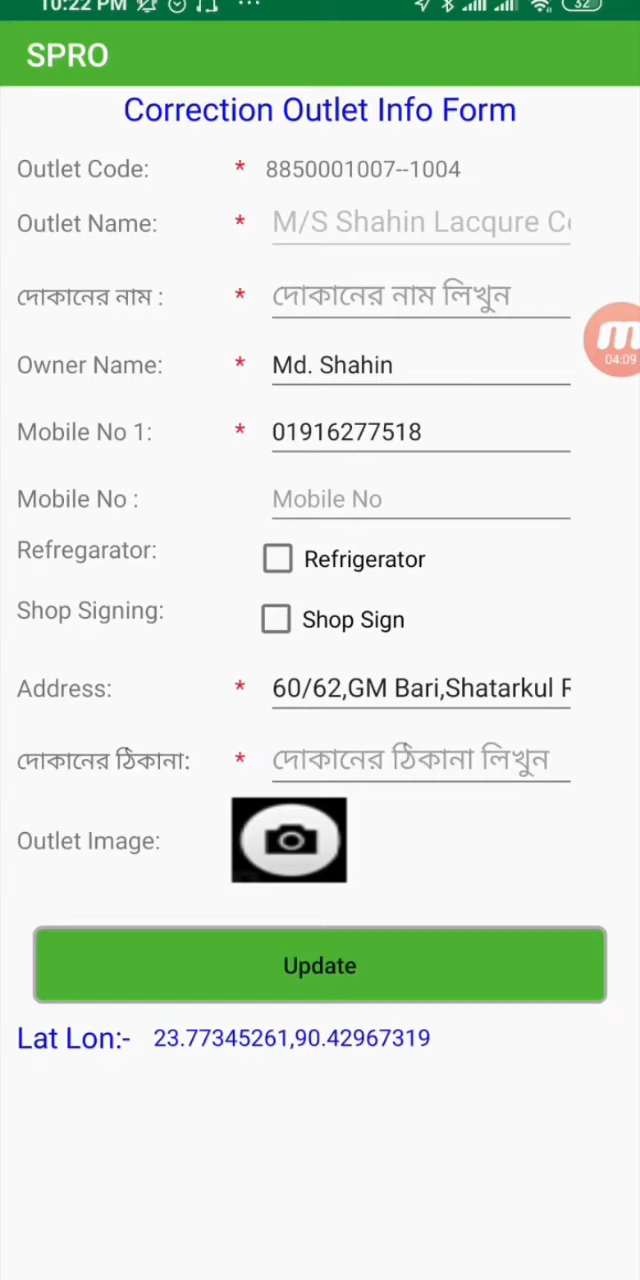 10:22 PM ... 32
SPRO
Correction Outlet Info Form
Outlet Code: * 8850001007--1004
Outlet Name: * M/S Shahin Lacqure
দোকানের নাম : * দোকানের নাম লিখুন
04:09
Owner Name: * Md. Shahin
Mobile No 1: * 01916277518
Mobile No : Mobile No
Refregarator: Refrigerator
Shop Signing: Shop Sign
Address: * 60/62,GM Bari,Shatarkul
দোকানের ঠিকানা: * দোকানের ঠিকানা লিখুন
Outlet Image:
Update
Lat Lon:- 23.77345261,90.42967319